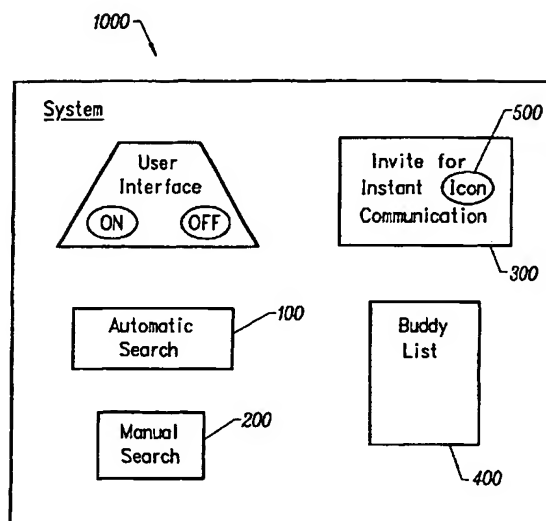 1000
System
500
User
Interface
ON OFF
Invite for
Instant Icon
Communication
300
Automatic
Search
100
Buddy
List
Manual
Search
200
400